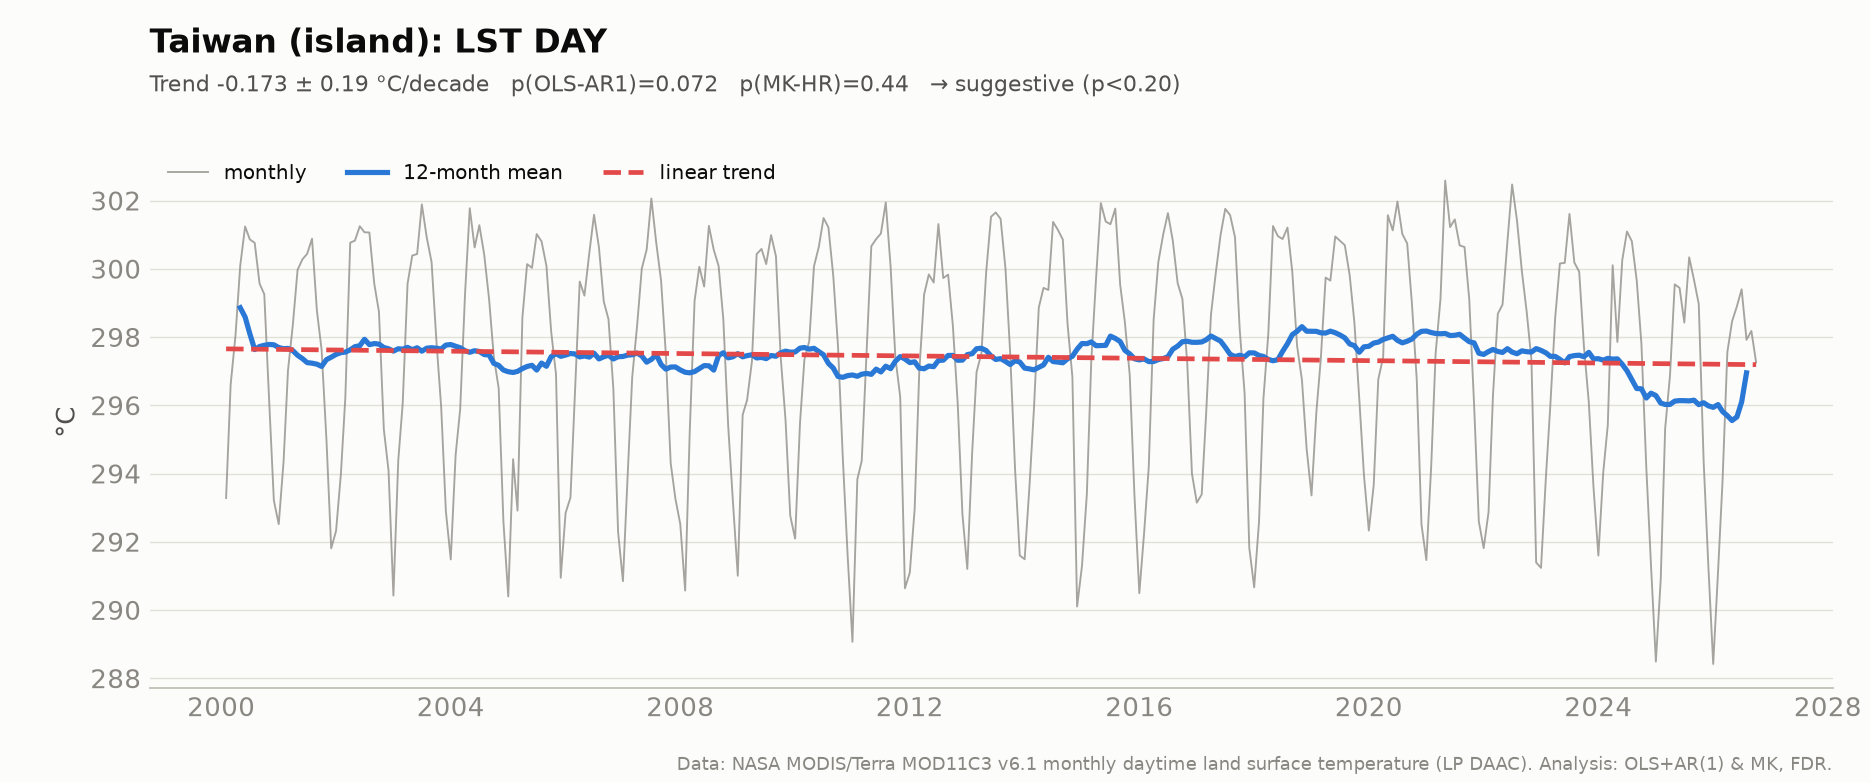 Taiwan (island): LST DAY
Trend -0.173 ± 0.19 °C/decade p(OLS-AR1)=0.072 p(MK-HR)=0.44 → suggestive (p<0.20)
monthly 12-month mean linear trend
302
300
298
296
294
292
290
288
°C
2000 2004 2008 2012 2016 2020 2024 2028
Data: NASA MODIS/Terra MOD11C3 v6.1 monthly daytime land surface temperature (LP DAAC). Analysis: OLS+AR(1) & MK, FDR.